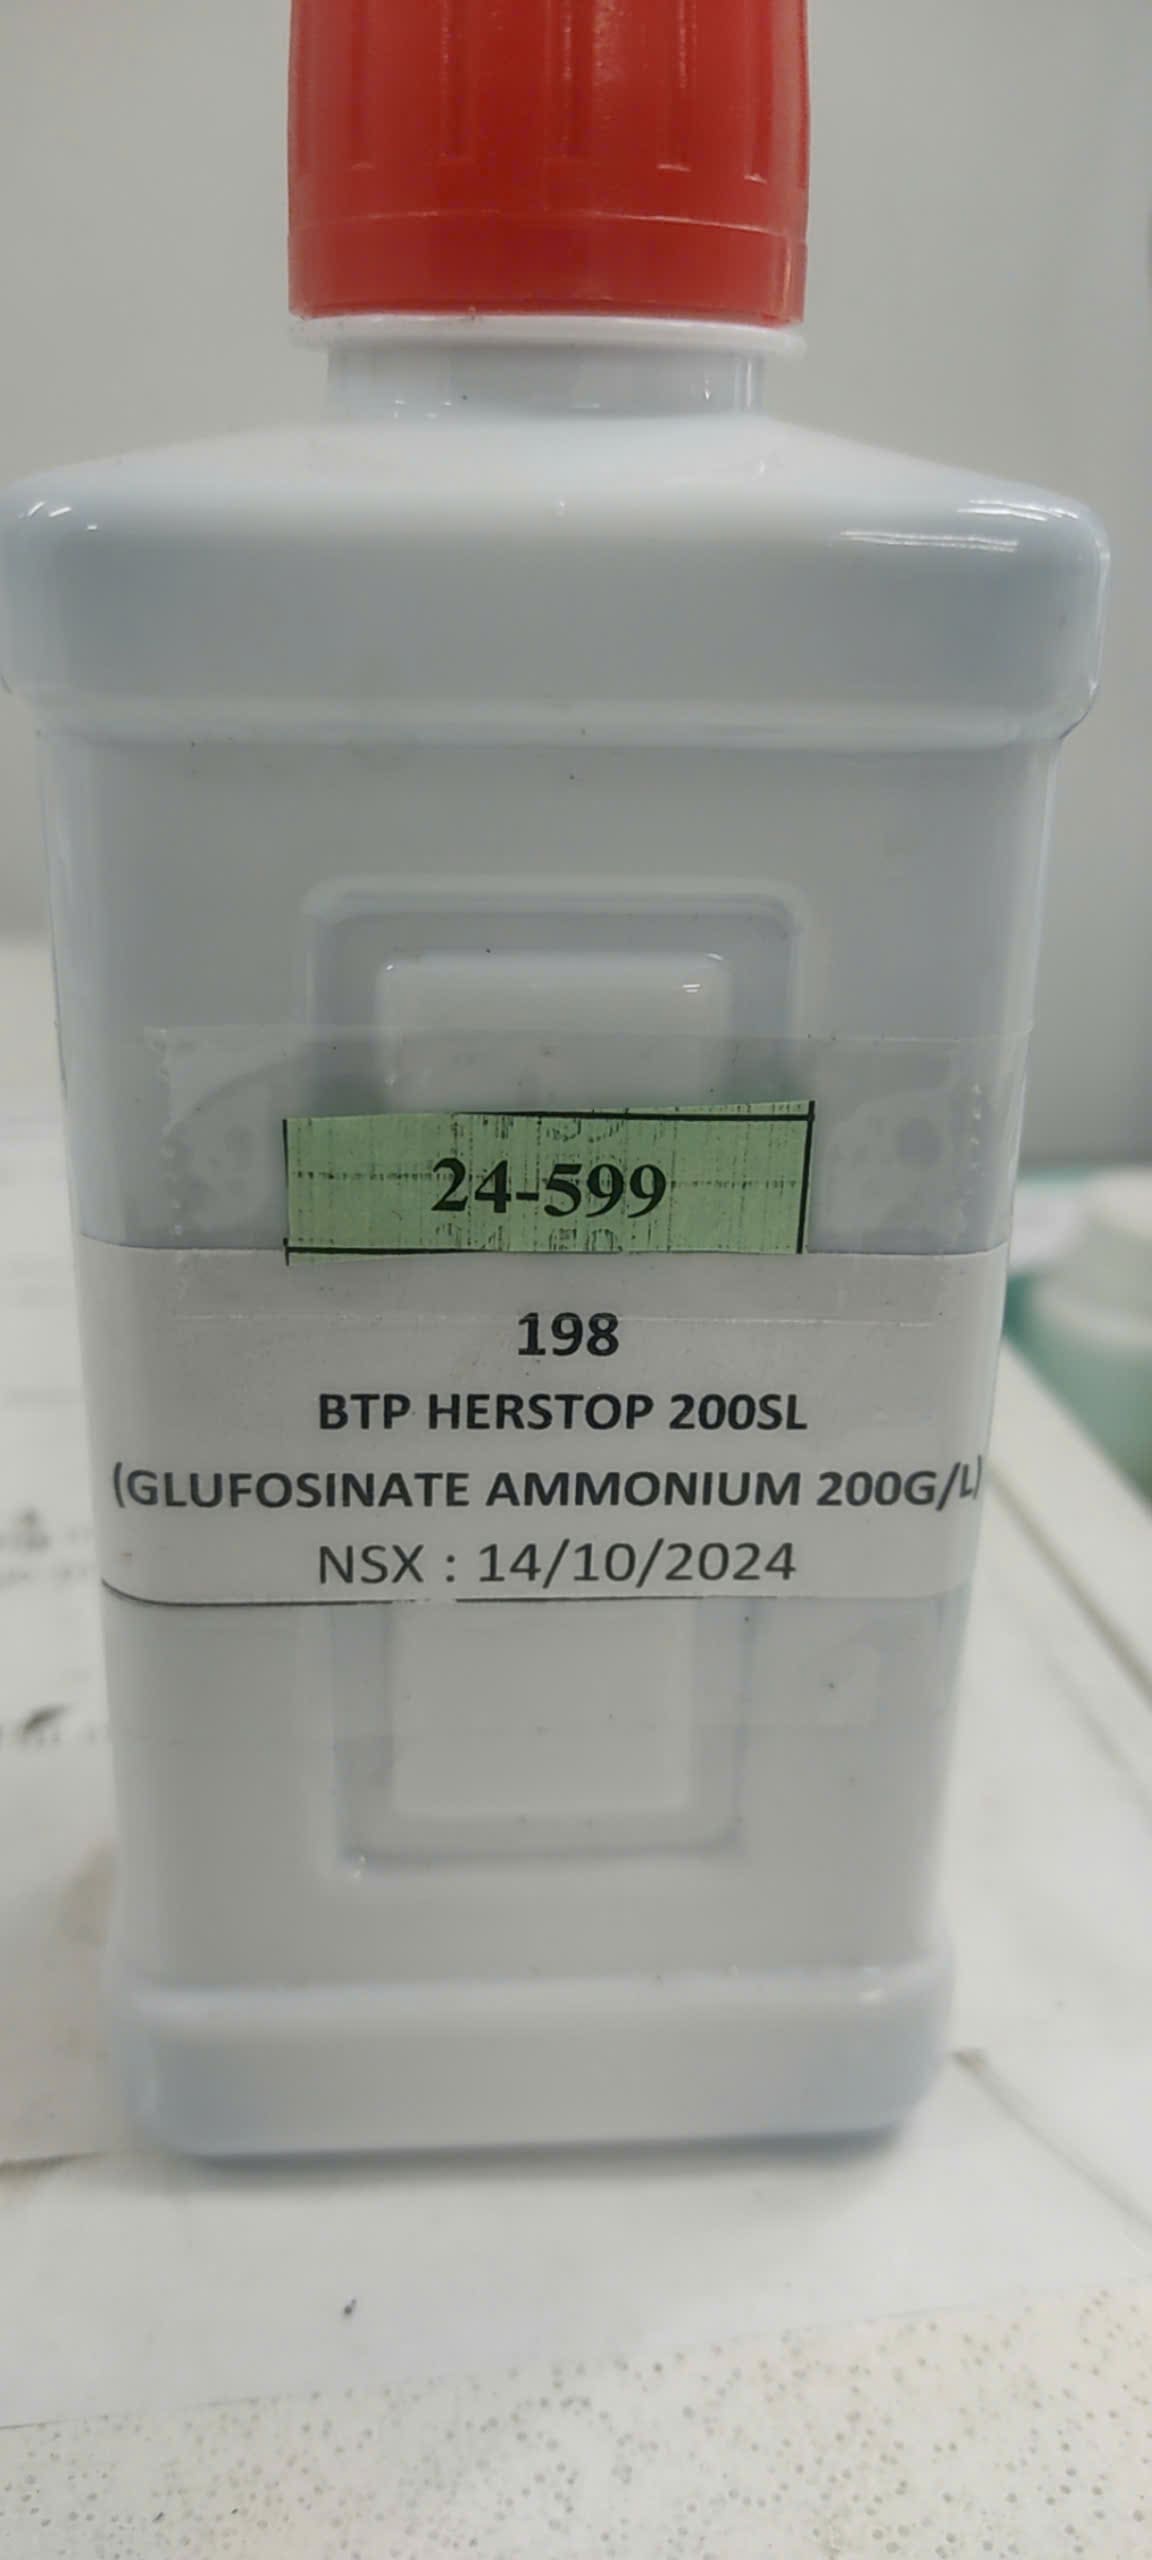 24-599
198
BTP HERSTOP 200SL
(GLUFOSINATE AMMONIUM 200G/L)
NSX : 14/10/2024